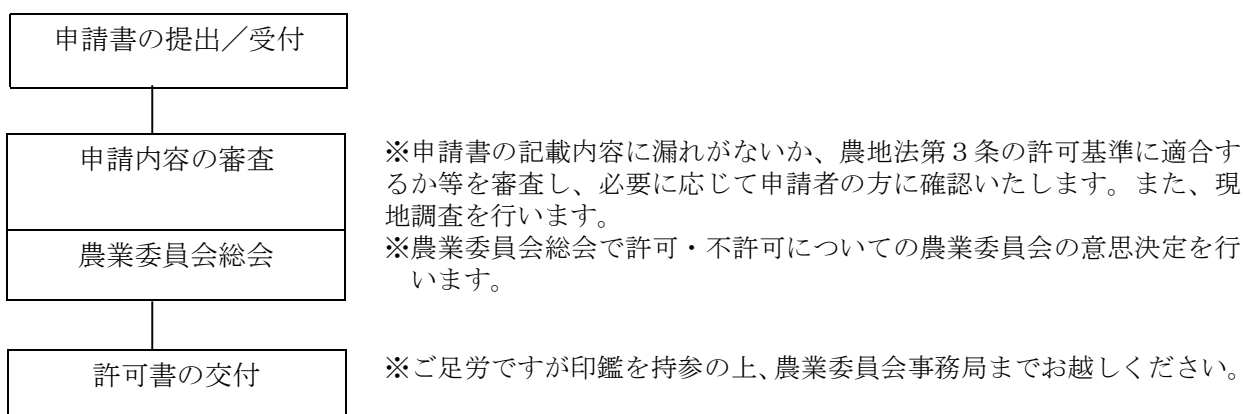 申請書の提出／受付
申請内容の審査
※申請書の記載内容に漏れがないか、農地法第３条の許可基準に適合す
るか等を審査し、必要に応じて申請者の方に確認いたします。また、現
地調査を行います。
農業委員会総会
※農業委員会総会で許可・不許可についての農業委員会の意思決定を行
います。
許可書の交付
※ご足労ですが印鑑を持参の上、農業委員会事務局までお越しください。